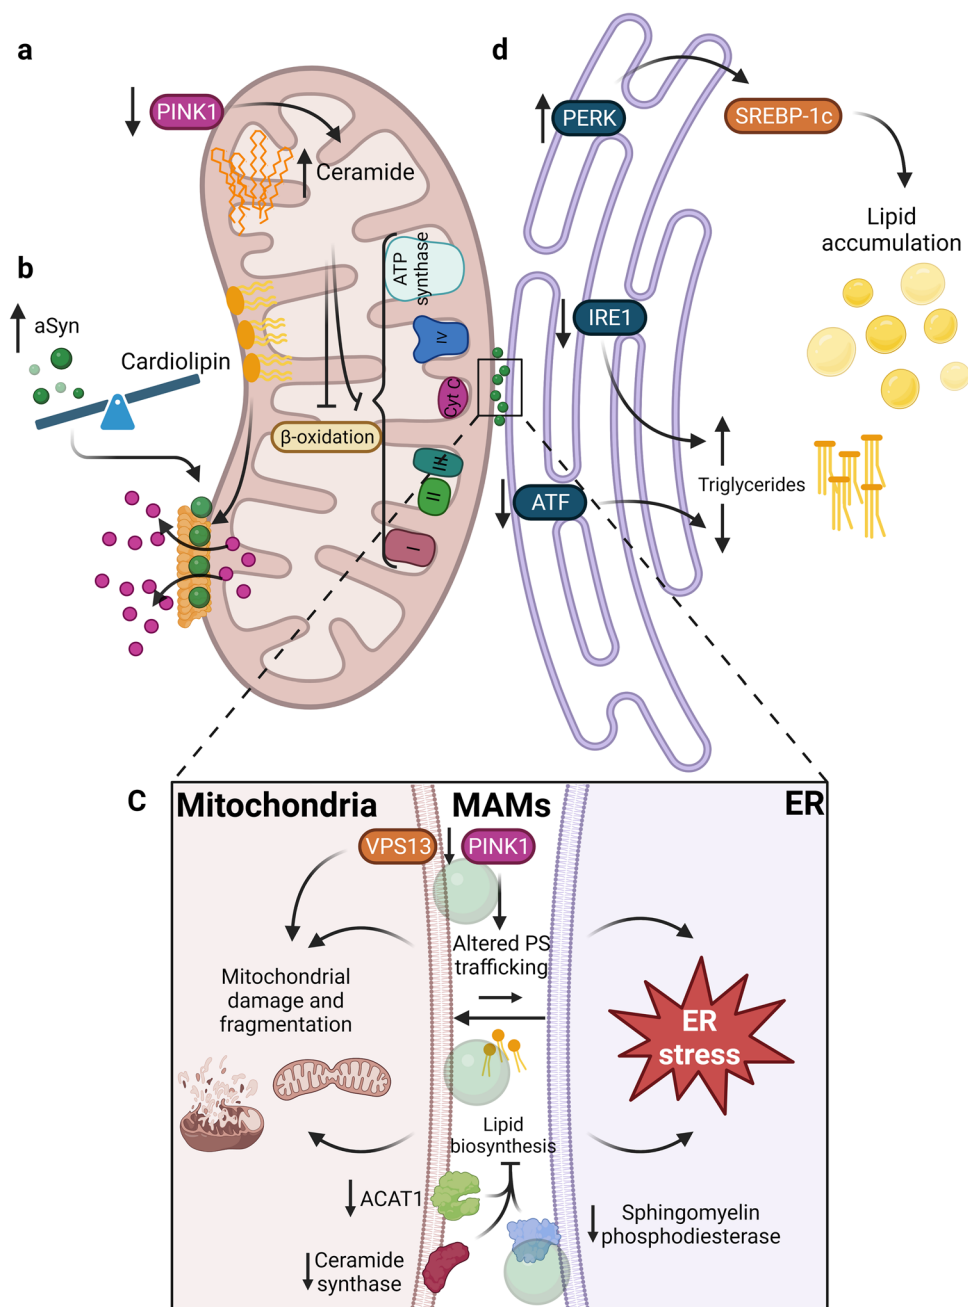 a
PINK1
Ceramide
b
aSyn
Cardiolipin
β-oxidation
ATP
synthase
IV
Cyt C
III
II
I
d
PERK
SREBP-1c
Lipid
accumulation
IRE1
Triglycerides
ATF
C
Mitochondria
MAMs
ER
VPS13
PINK1
Altered PS
trafficking
Mitochondrial
damage and
fragmentation
ER
stress
Lipid
biosynthesis
ACAT1
Ceramide
synthase
Sphingomyelin
phosphodiesterase